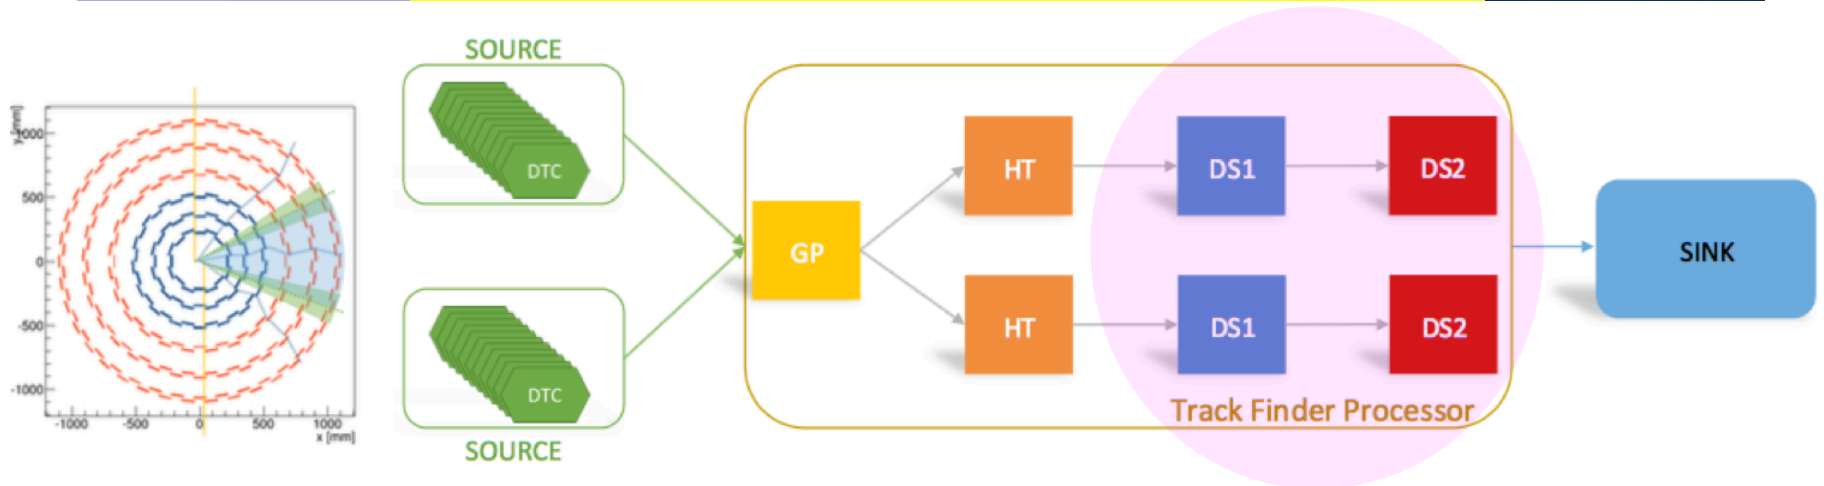 y [mm]
1000
500
0
-500
-1000
-1000 -500 0 500 1000
x [mm]
SOURCE
DTC
DTC
SOURCE
GP
HT DS1 DS2
HT DS1 DS2
Track Finder Processor
SINK